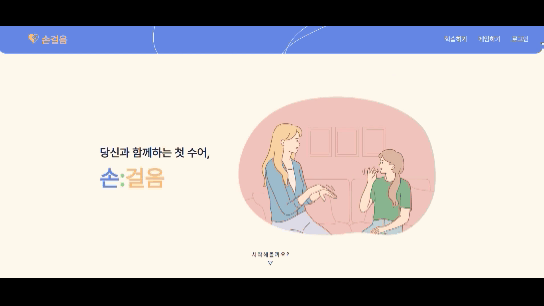 손걸음
학습하기 게임하기 로그인
당신과 함께하는 첫 수어,
손:걸음
시작해볼까요?